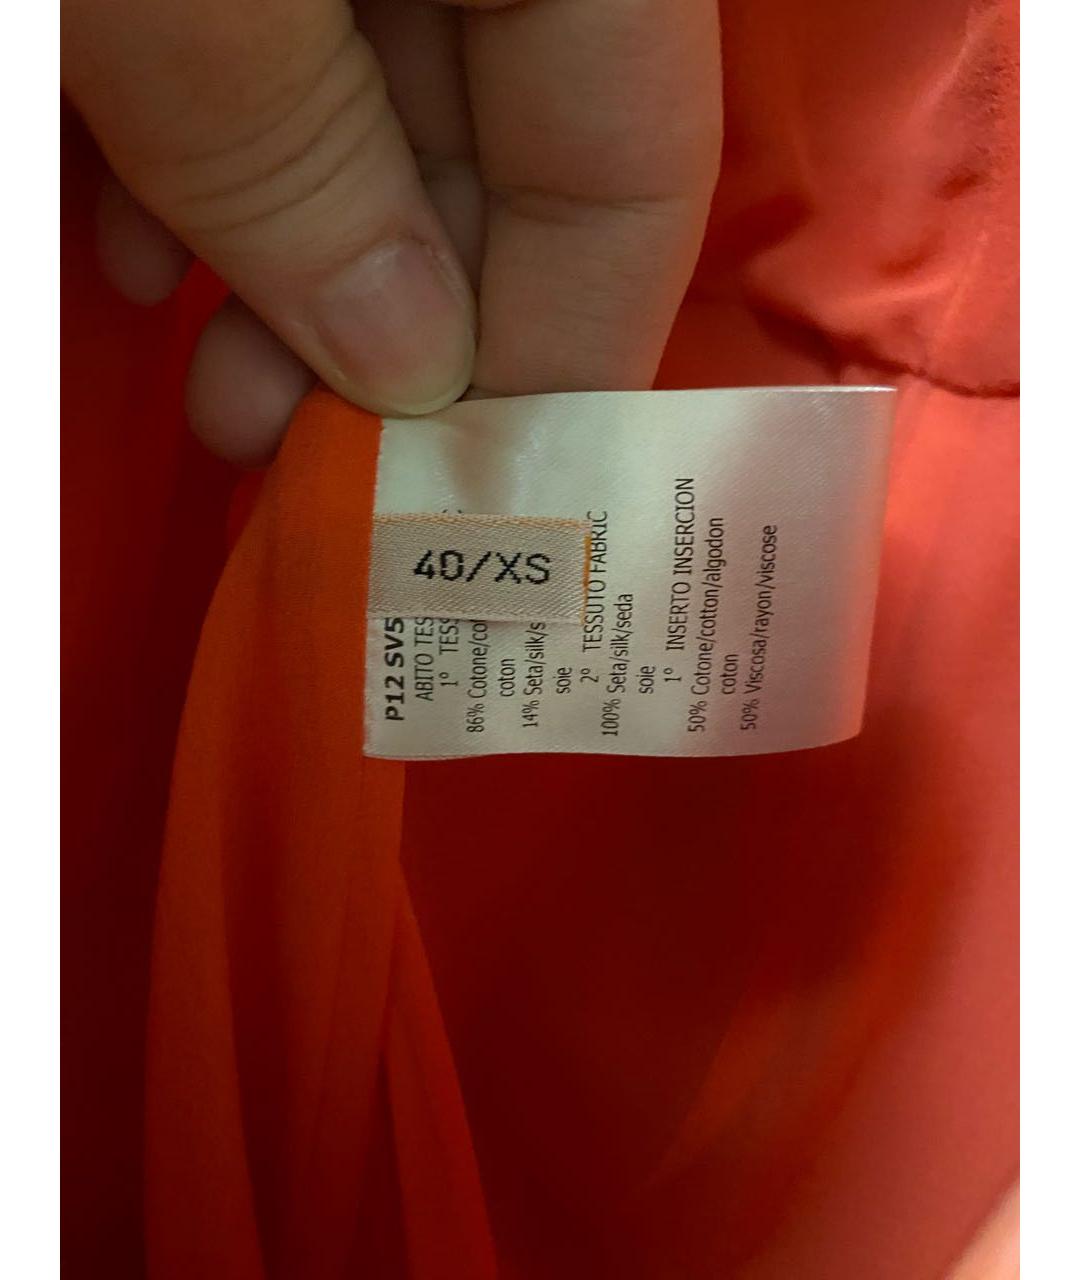 40/XS
P12 SV5
ABITO TES
1° TESS
86% Cotone/cot
coton
14% Seta/silk/s
soie
2° TESSUTO FABRIC
100% Seta/silk/seda
soie
1° INSERTO INSERCION
50% Cotone/cotton/algodon
coton
50% Viscosa/rayon/viscose